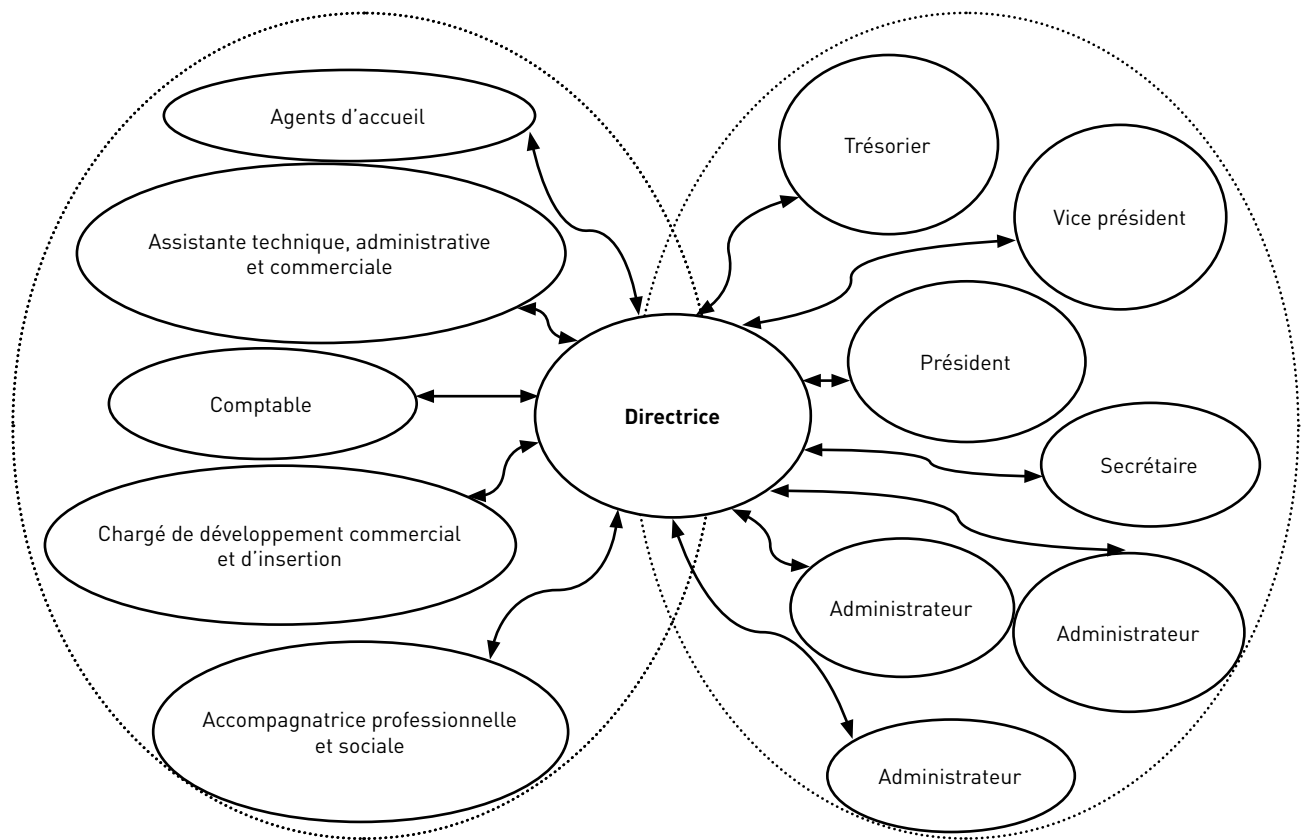 Agents d'accueil
Assistante technique, administrative
et commerciale
Comptable
Chargé de développement commercial
et d'insertion
Accompagnatrice professionnelle
et sociale
Directrice
Trésorier
Vice président
Président
Secrétaire
Administrateur
Administrateur
Administrateur